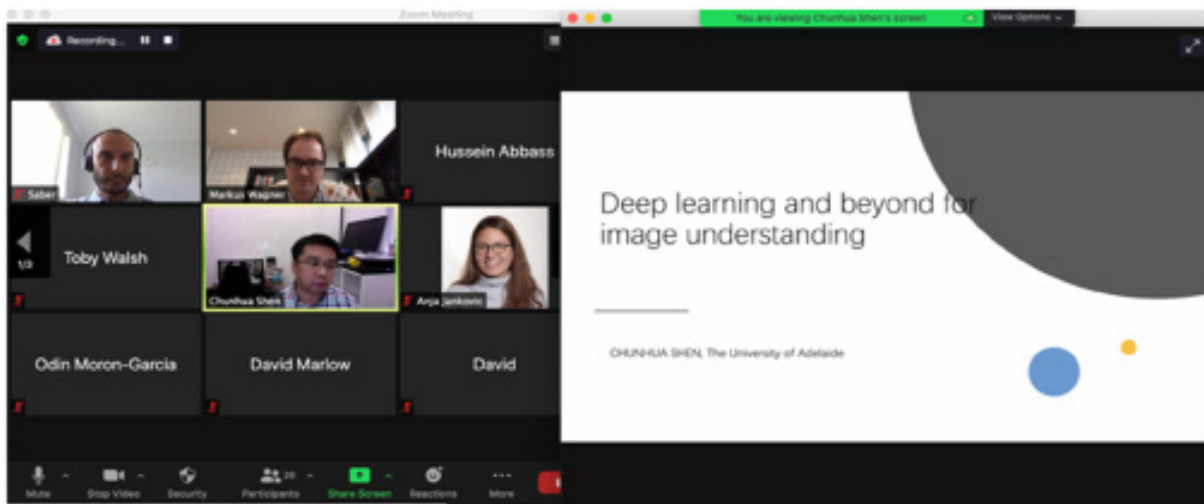 Zoom Meeting
Recording...
Saber
Markus Wagner
Hussein Abbass
Toby Walsh
Chunhua Shen
Anja Jankovic
1/3
Odin Moron-Garcia
David Marlow
David
Mute
Stop Video
Security
Participants
28
Share Screen
Reactions
More
You are viewing Chunhua Shen's screen
View Options
Deep learning and beyond for
image understanding
CHUNHUA SHEN, The University of Adelaide